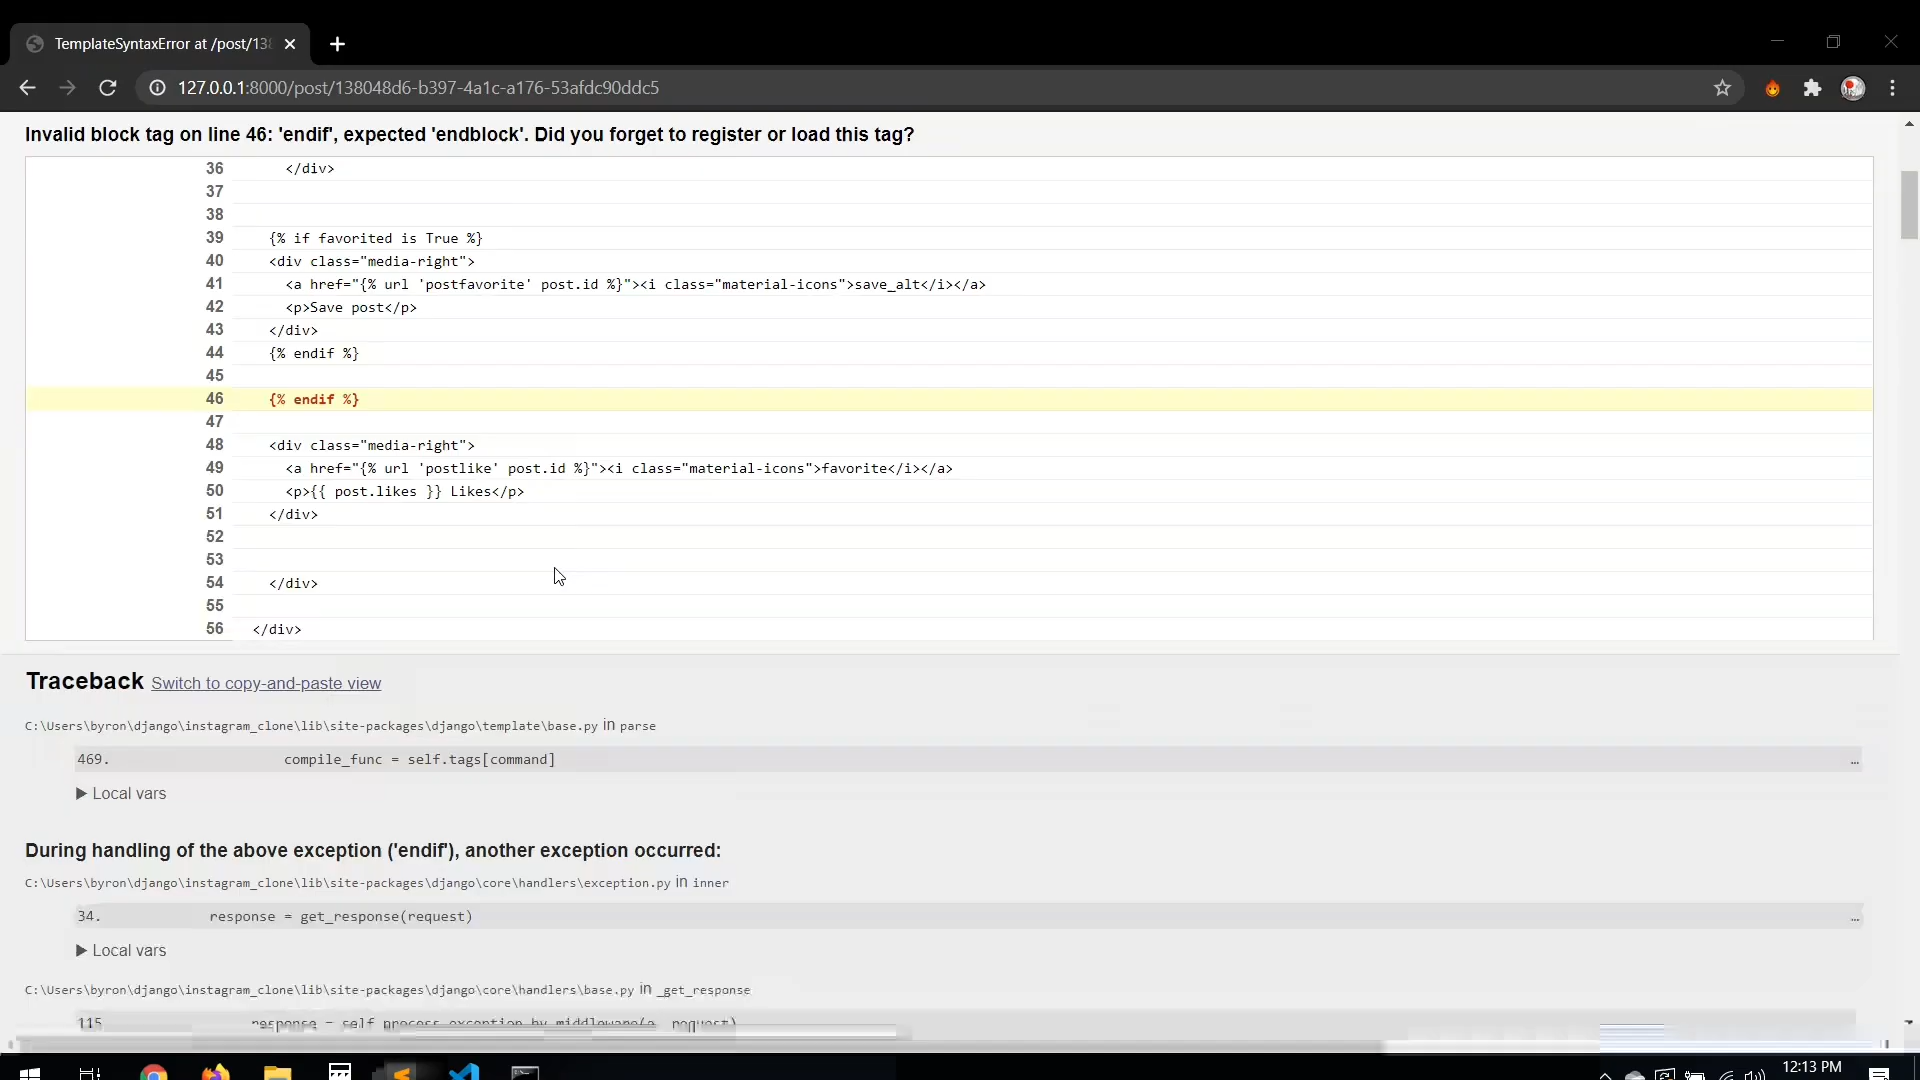 TemplateSyntaxError at /post/138
127.0.0.1:8000/post/138048d6-b397-4a1c-a176-53afdc90ddc5
Invalid block tag on line 46: 'endif', expected 'endblock'. Did you forget to register or load this tag?
36 </div>
37
38
39 {% if favorited is True %}
40 <div class="media-right">
41 <a href="{% url 'postfavorite' post.id %}"><i class="material-icons">save_alt</i></a>
42 <p>Save post</p>
43 </div>
44 {% endif %}
45
46 {% endif %}
47
48 <div class="media-right">
49 <a href="{% url 'postlike' post.id %}"><i class="material-icons">favorite</i></a>
50 <p>{{ post.likes }} Likes</p>
51 </div>
52
53
54 </div>
55
56 </div>
Traceback Switch to copy-and-paste view
C:\Users\byron\django\instagram_clone\lib\site-packages\django\template\base.py in parse
469. compile_func = self.tags[command] …
▶ Local vars
During handling of the above exception ('endif'), another exception occurred:
C:\Users\byron\django\instagram_clone\lib\site-packages\django\core\handlers\exception.py in inner
34. response = get_response(request) …
▶ Local vars
C:\Users\byron\django\instagram_clone\lib\site-packages\django\core\handlers\base.py in _get_response
115 response = self process_exception_by_middleware(e request)
12:13 PM